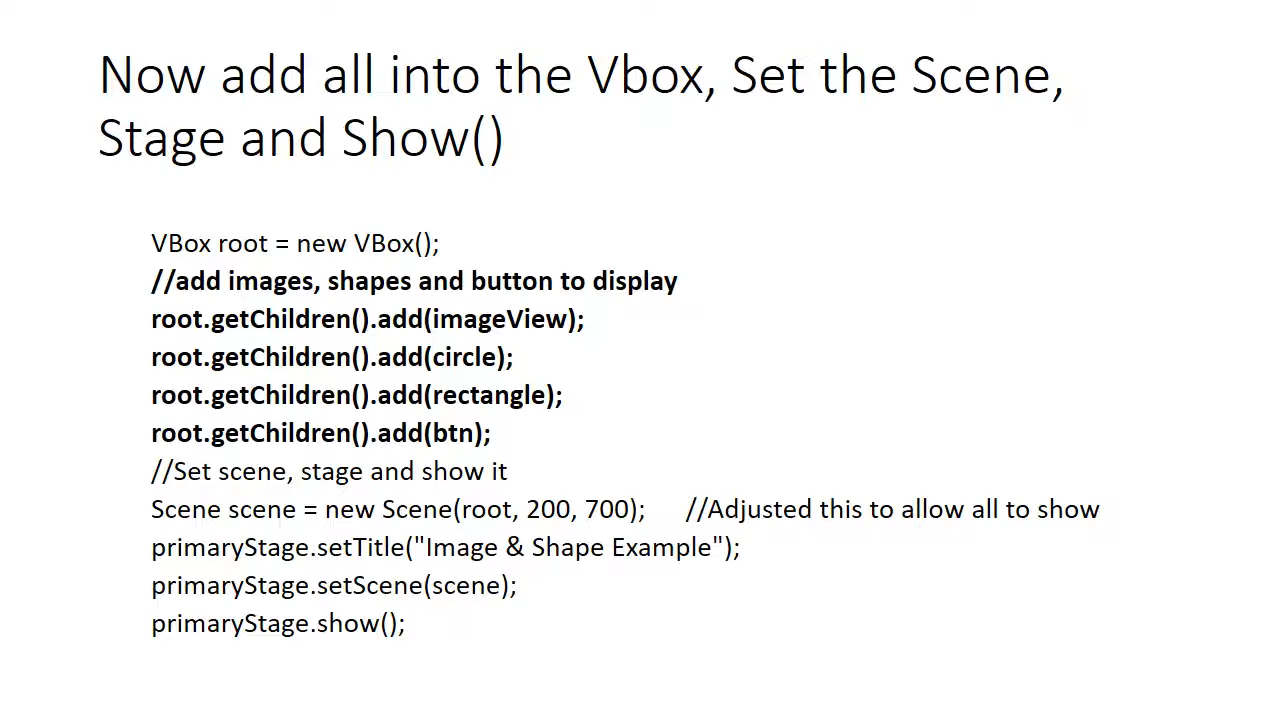 Now add all into the Vbox, Set the Scene,
Stage and Show()
VBox root = new VBox();
//add images, shapes and button to display
root.getChildren().add(imageView);
root.getChildren().add(circle);
root.getChildren().add(rectangle);
root.getChildren().add(btn);
//Set scene, stage and show it
Scene scene = new Scene(root, 200, 700); //Adjusted this to allow all to show
primaryStage.setTitle("Image & Shape Example");
primaryStage.setScene(scene);
primaryStage.show();